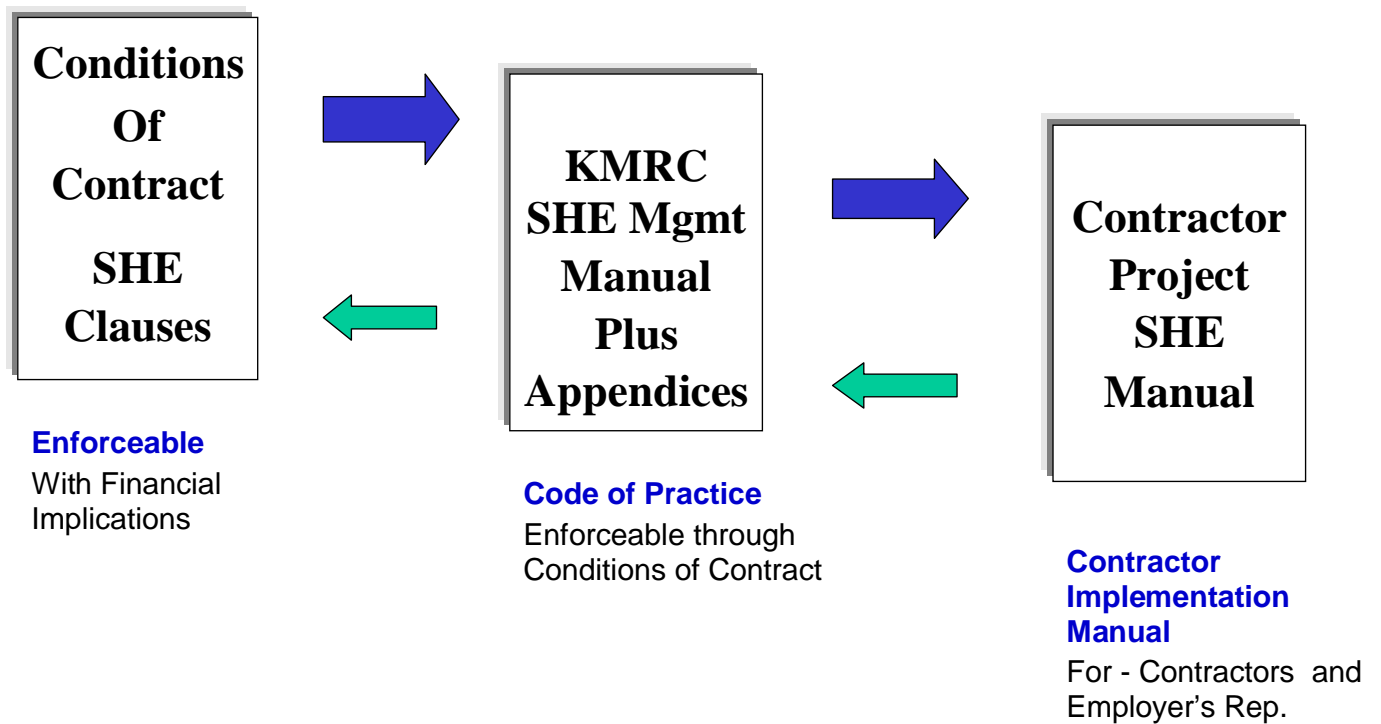 Conditions
Of
Contract
SHE
Clauses
Enforceable
With Financial
Implications
KMRC
SHE Mgmt
Manual
Plus
Appendices
Code of Practice
Enforceable through
Conditions of Contract
Contractor
Project
SHE
Manual
Contractor
Implementation
Manual
For - Contractors and
Employer’s Rep.